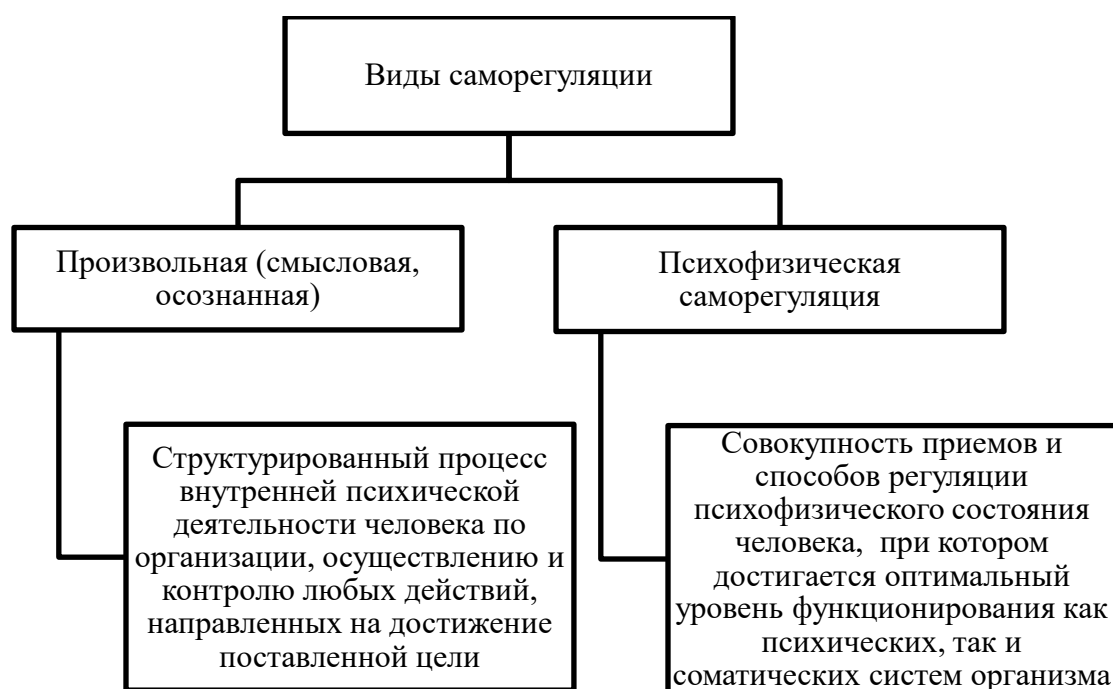 Виды саморегуляции
Произвольная (смысловая,
осознанная)
Психофизическая
саморегуляция
Структурированный процесс
внутренней психической
деятельности человека по
организации, осуществлению и
контролю любых действий,
направленных на достижение
поставленной цели
Совокупность приемов и
способов регуляции
психофизического состояния
человека, при котором
достигается оптимальный
уровень функционирования как
психических, так и
соматических систем организма